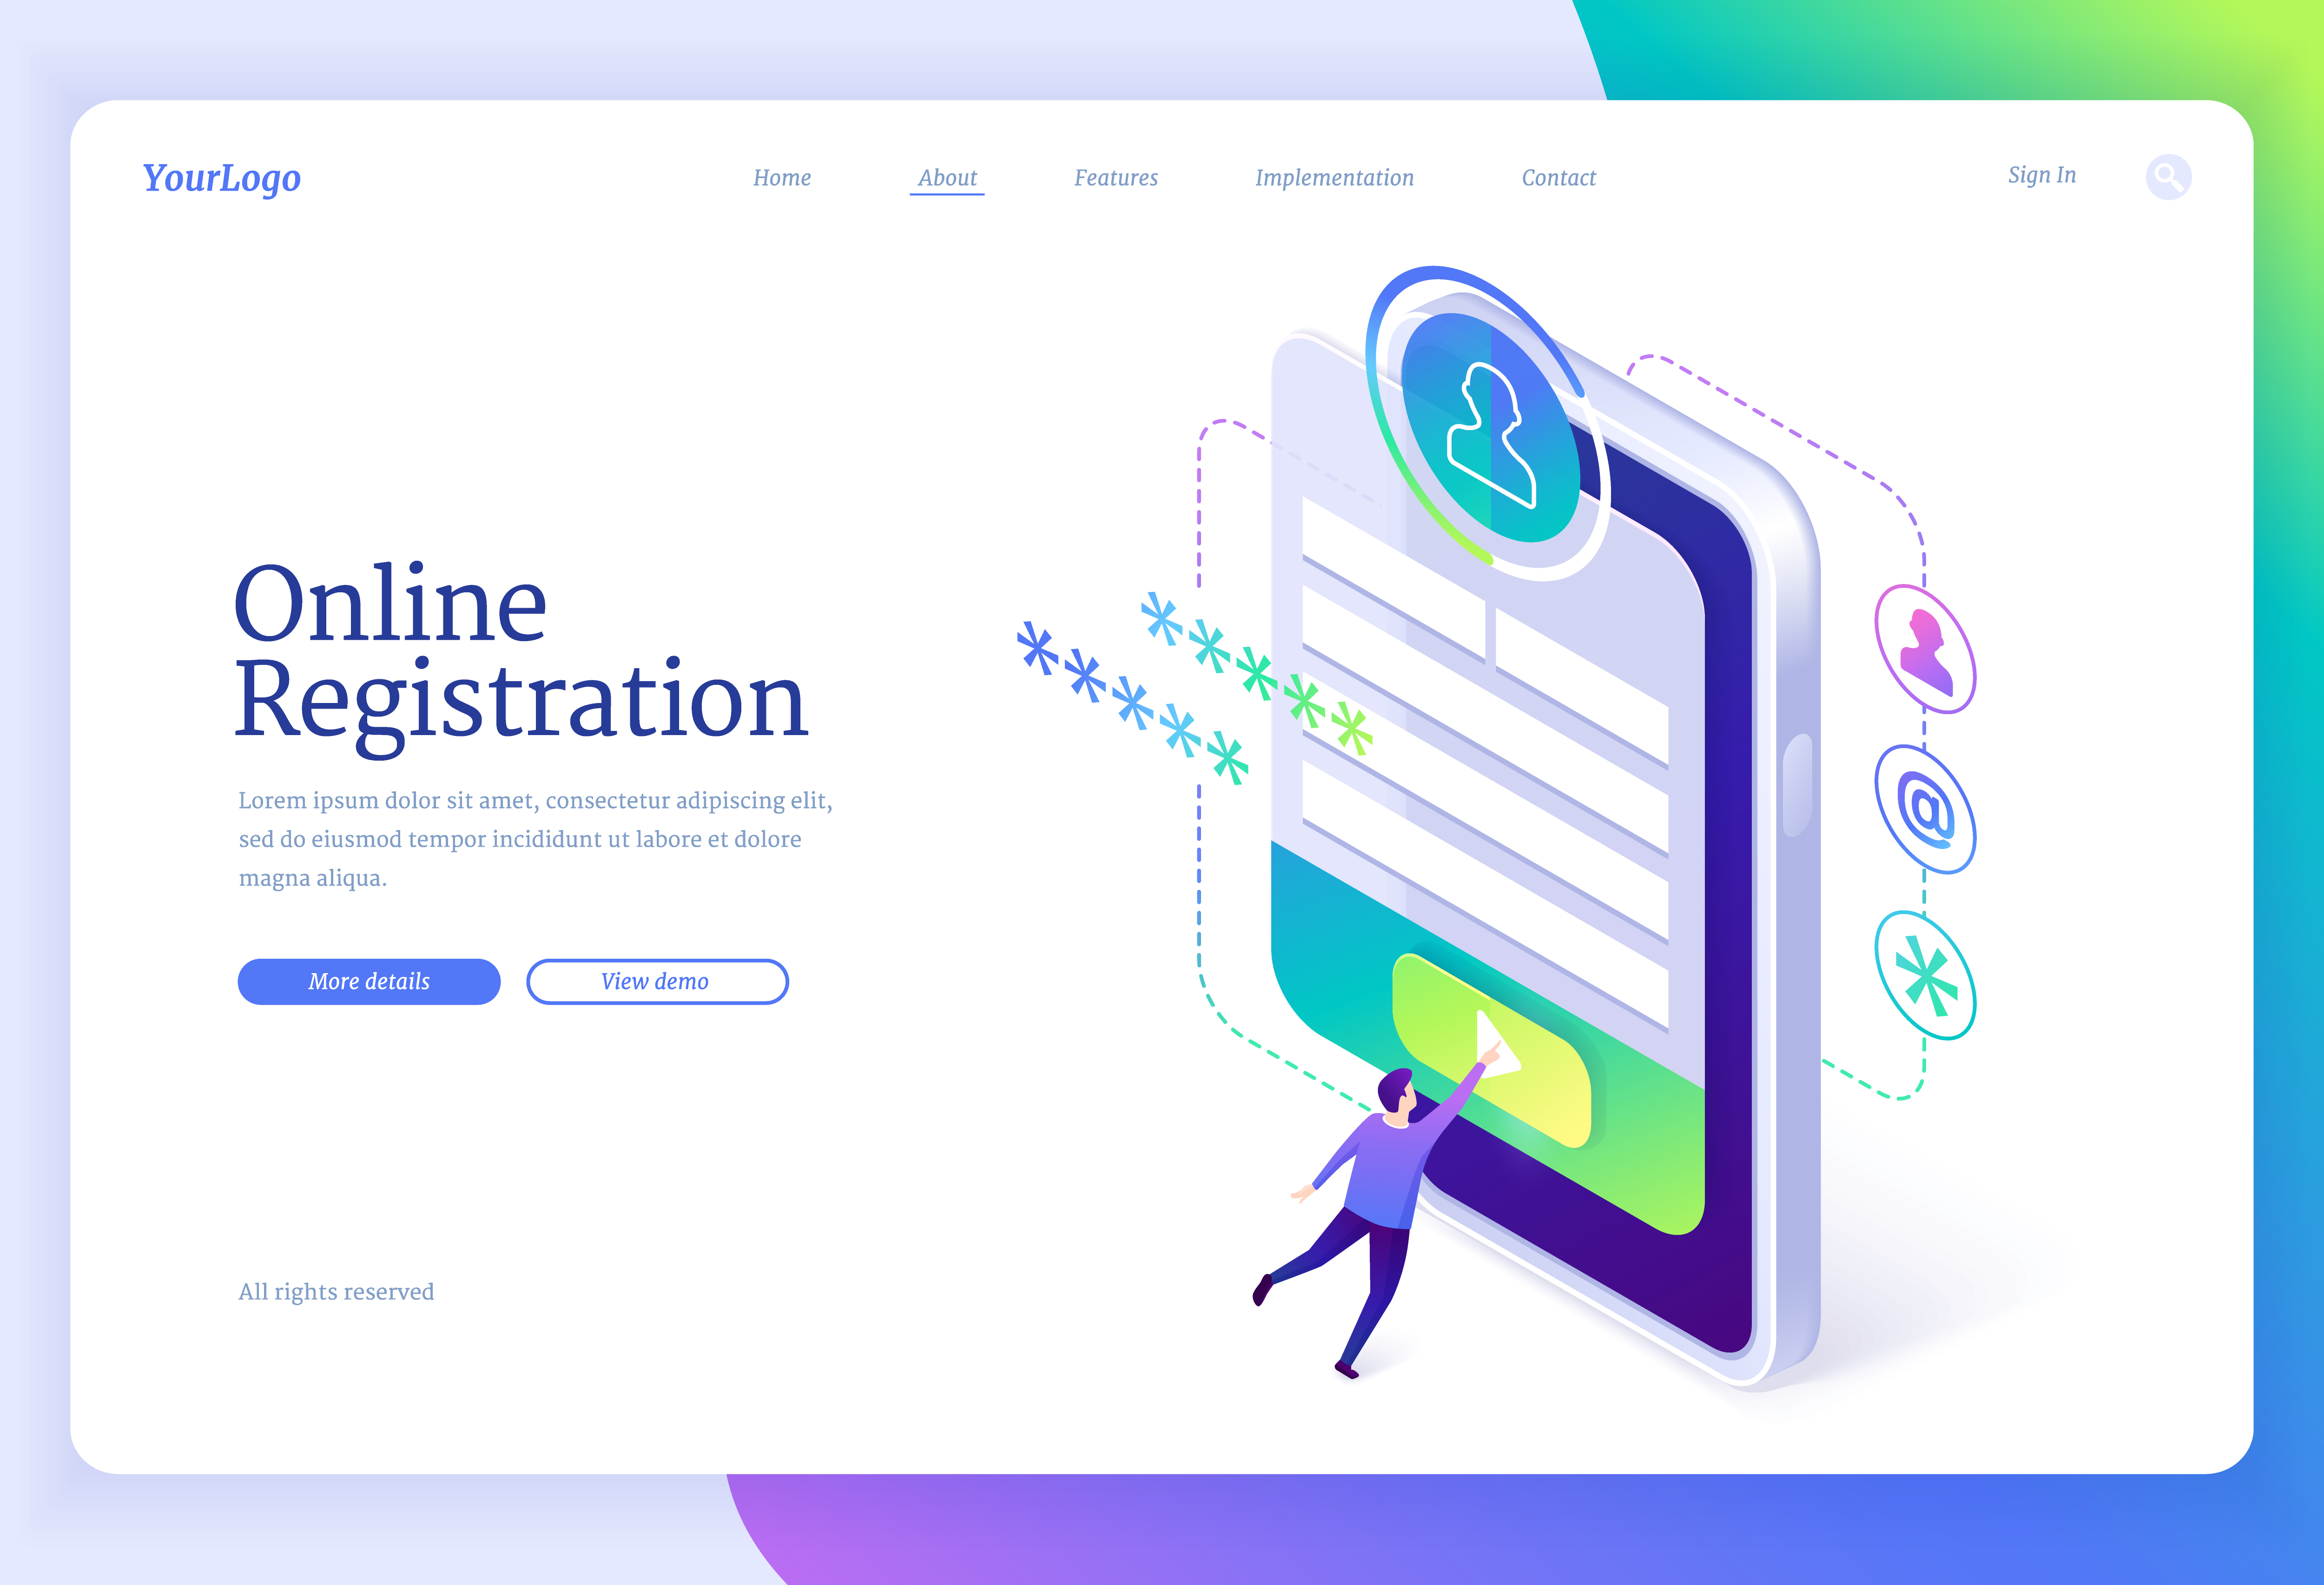 YourLogo
Home
About
Features
Implementation
Contact
Sign In
Online
Registration
Lorem ipsum dolor sit amet, consectetur adipiscing elit,
sed do eiusmod tempor incididunt ut labore et dolore
magna aliqua.
More details
View demo
*****
*****
@
*
All rights reserved